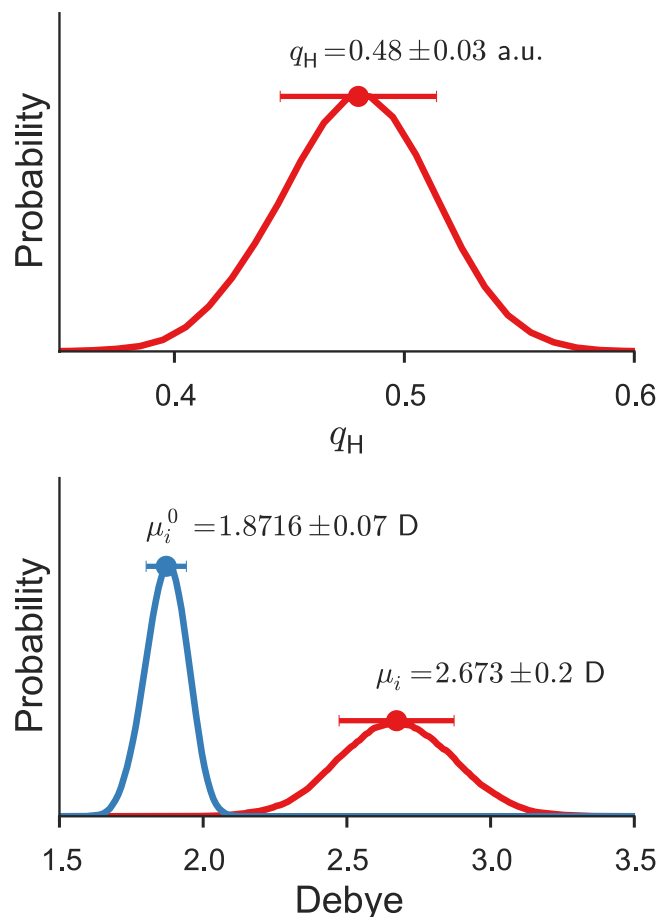 q_H=0.48±0.03 a.u.
Probability
0.4
0.5
0.6
q_H
μ_i^0=1.8716±0.07 D
μ_i=2.673±0.2 D
Probability
1.5
2.0
2.5
3.0
3.5
Debye